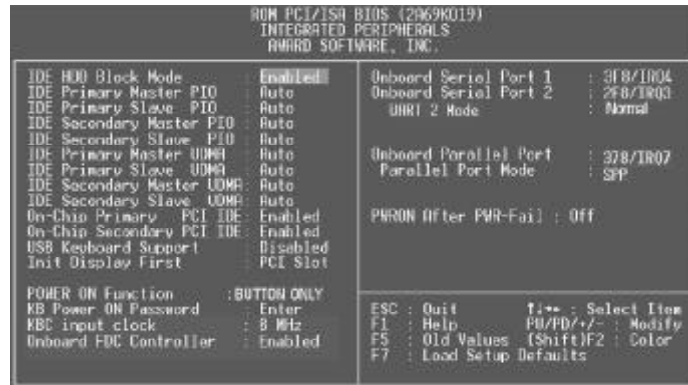 ROM PCI/ISA BIOS (2A69KO19)
INTEGRATED PERIPHERALS
AWARD SOFTWARE, INC.
IDE HDD Block Mode : Enabled
IDE Primary Master PIO : Auto
IDE Primary Slave PIO : Auto
IDE Secondary Master PIO : Auto
IDE Secondary Slave PIO : Auto
IDE Primary Master UDMA : Auto
IDE Primary Slave UDMA : Auto
IDE Secondary Master UDMA: Auto
IDE Secondary Slave UDMA: Auto
On-Chip Primary PCI IDE: Enabled
On-Chip Secondary PCI IDE: Enabled
USB Keyboard Support : Disabled
Init Display First : PCI Slot
POWER ON Function :BUTTON ONLY
KB Power ON Password : Enter
KBC input clock : 8 MHz
Onboard FDC Controller : Enabled
Onboard Serial Port 1 : 3F8/IRQ4
Onboard Serial Port 2 : 2F8/IRQ3
UART 2 Mode : Normal
Onboard Parallel Port : 378/IRQ7
Parallel Port Mode : SPP
PWRON After PWR-Fail : Off
ESC : Quit ↑↓→← : Select Item
F1 : Help PU/PD/+/- : Modify
F5 : Old Values (Shift)F2 : Color
F7 : Load Setup Defaults